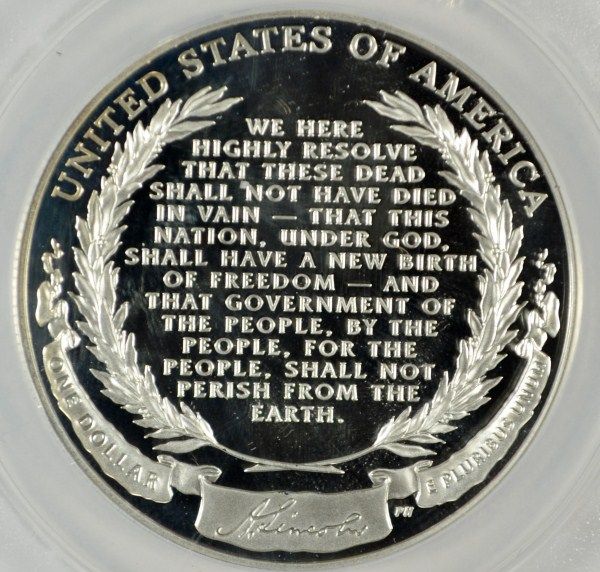 UNITED STATES OF AMERICA
WE HERE
HIGHLY RESOLVE
THAT THESE DEAD
SHALL NOT HAVE DIED
IN VAIN — THAT THIS
NATION, UNDER GOD,
SHALL HAVE A NEW BIRTH
OF FREEDOM — AND
THAT GOVERNMENT OF
THE PEOPLE, BY THE
PEOPLE, FOR THE
PEOPLE, SHALL NOT
PERISH FROM THE
EARTH.
ONE DOLLAR
E PLURIBUS UNUM
A. Lincoln
PH